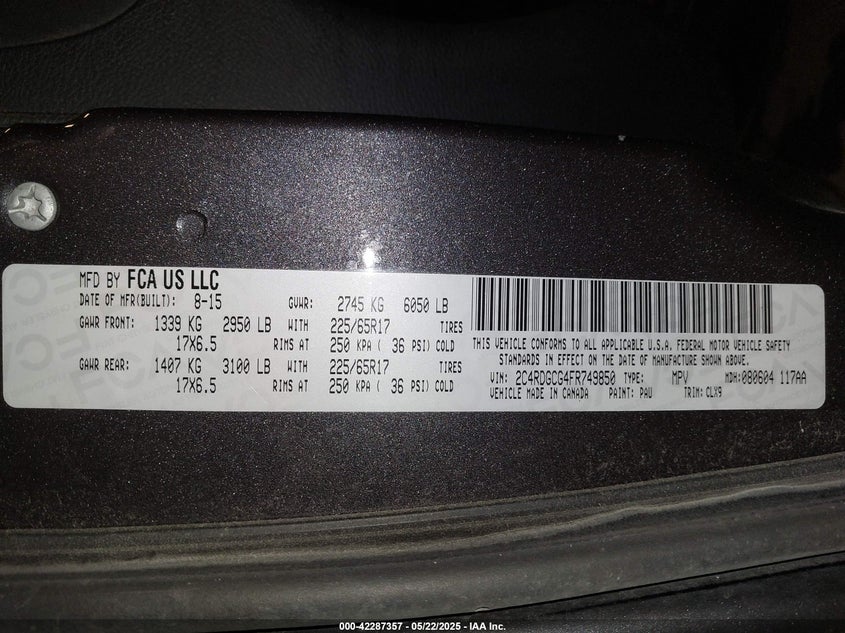 MFD BY FCA US LLC
DATE OF MFR(BUILT): 8-15 GVWR: 2745 KG 6050 LB
GAWR FRONT: 1339 KG 2950 LB WITH 225/65R17 TIRES
17X6.5 RIMS AT 250 KPA ( 36 PSI) COLD
GAWR REAR: 1407 KG 3100 LB WITH 225/65R17 TIRES
17X6.5 RIMS AT 250 KPA ( 36 PSI) COLD
THIS VEHICLE CONFORMS TO ALL APPLICABLE U.S.A. FEDERAL MOTOR VEHICLE SAFETY
STANDARDS IN EFFECT ON THE DATE OF MANUFACTURE SHOWN ABOVE.
VIN: 2C4RDGCG4FR749850 TYPE: MPV MDH:080604 117AA
VEHICLE MADE IN CANADA PAINT: PAU TRIM: CLX9
000-42287357 - 05/22/2025 - IAA Inc.